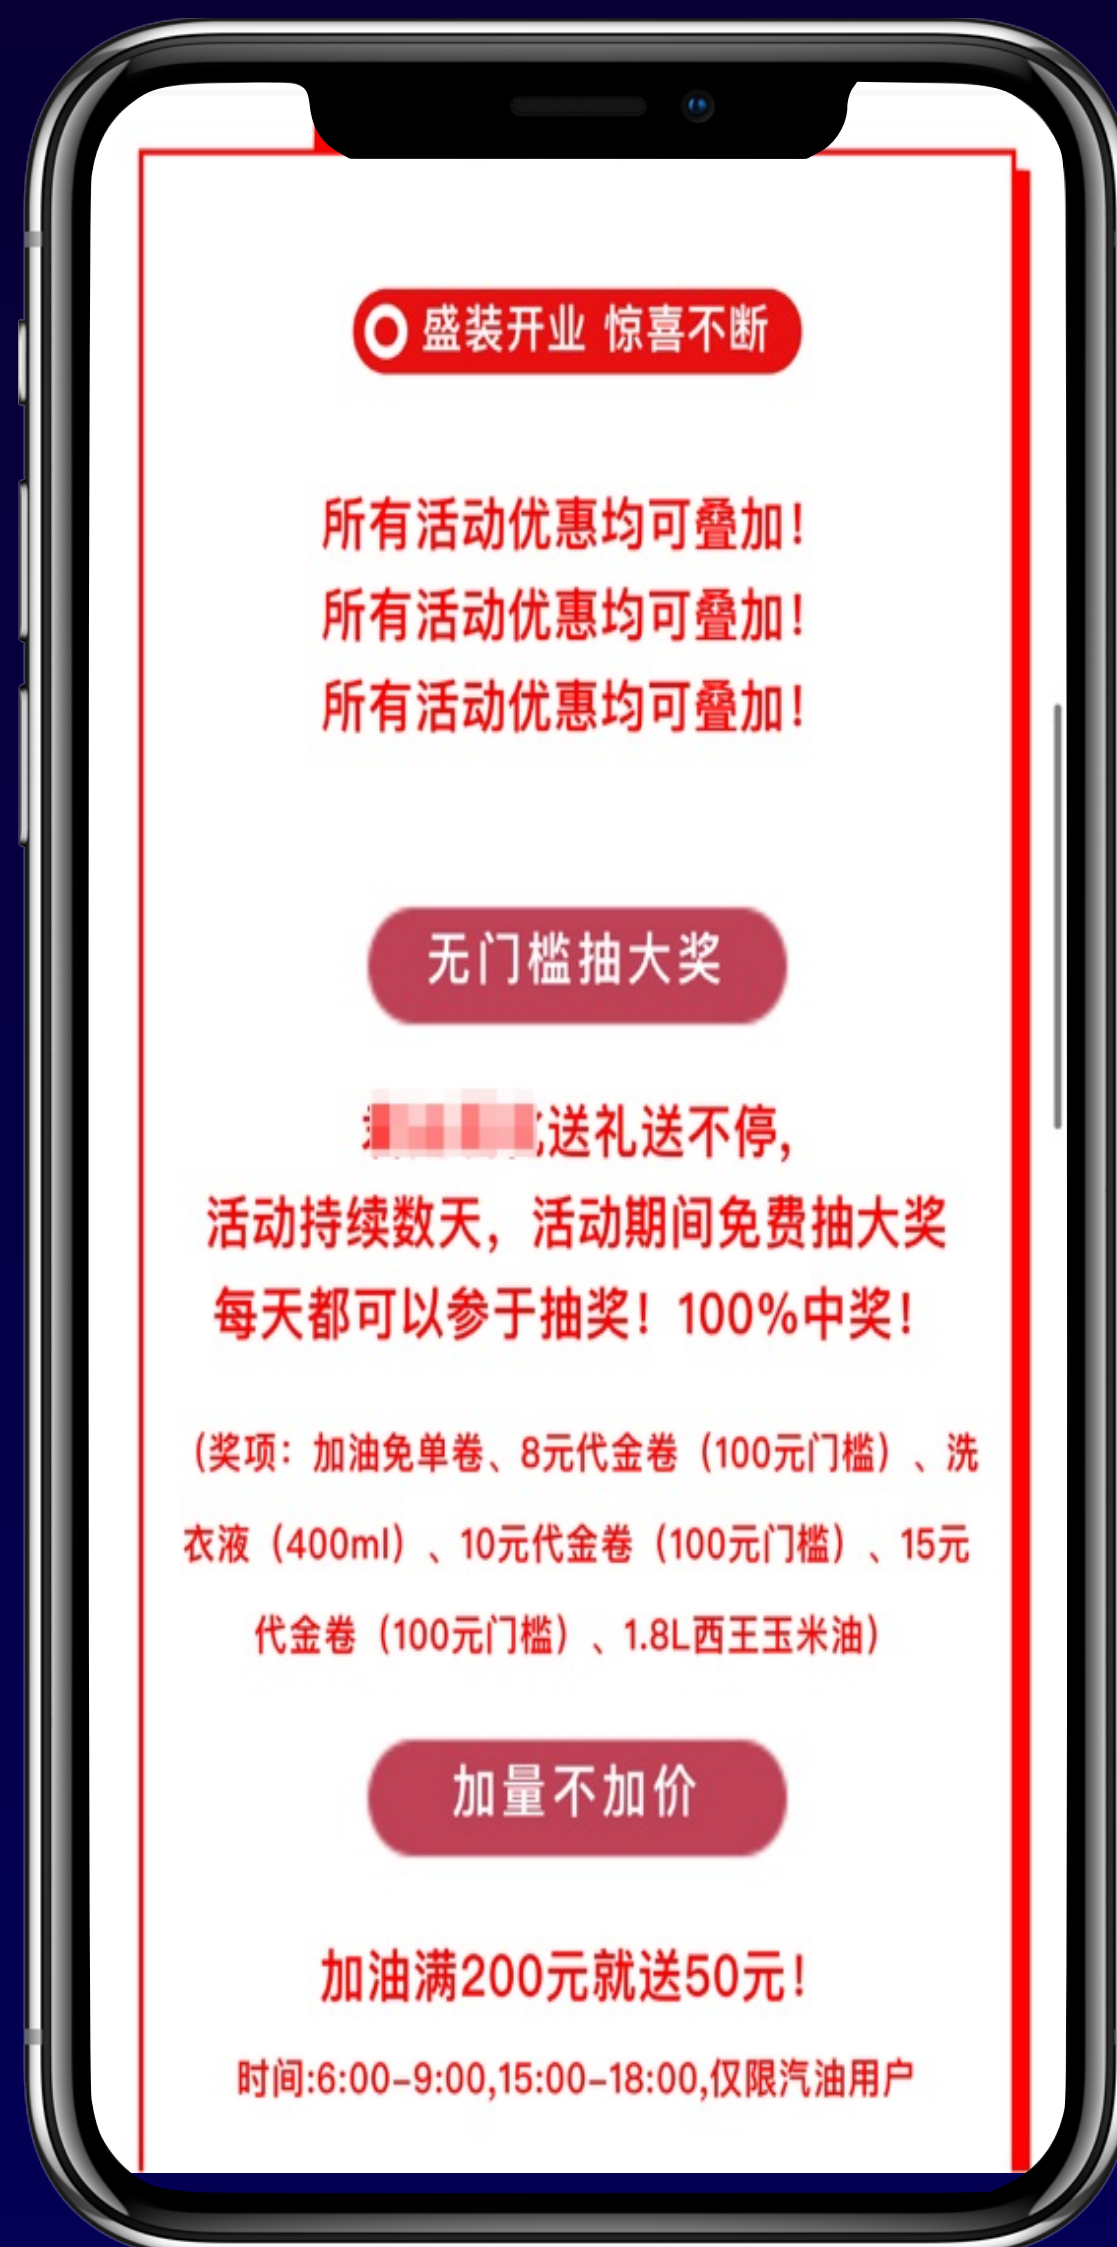 盛装开业 惊喜不断
所有活动优惠均可叠加！
所有活动优惠均可叠加！
所有活动优惠均可叠加！
无门槛抽大奖
送礼送不停，
活动持续数天，活动期间免费抽大奖
每天都可以参于抽奖！100%中奖！
（奖项：加油免单卷、8元代金卷（100元门槛）、洗
衣液（400ml）、10元代金卷（100元门槛）、15元
代金卷（100元门槛）、1.8L西王玉米油）
加量不加价
加油满200元就送50元！
时间:6:00-9:00,15:00-18:00,仅限汽油用户